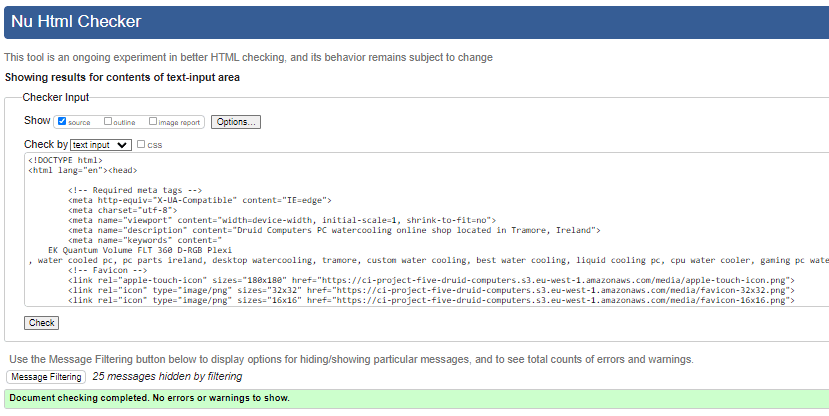 Nu Html Checker
This tool is an ongoing experiment in better HTML checking, and its behavior remains subject to change
Showing results for contents of text-input area
Checker Input
Show source outline image report Options...
Check by text input css
<!DOCTYPE html>
<html lang="en"><head>
<!-- Required meta tags -->
<meta http-equiv="X-UA-Compatible" content="IE=edge">
<meta charset="utf-8">
<meta name="viewport" content="width=device-width, initial-scale=1, shrink-to-fit=no">
<meta name="description" content="Druid Computers PC watercooling online shop located in Tramore, Ireland">
<meta name="keywords" content="
EK Quantum Volume FLT 360 D-RGB Plexi
, water cooled pc, pc parts ireland, desktop watercooling, tramore, custom water cooling, best water cooling, liquid cooling pc, cpu water cooler, gaming pc wate
<!-- Favicon -->
<link rel="apple-touch-icon" sizes="180x180" href="https://ci-project-five-druid-computers.s3.eu-west-1.amazonaws.com/media/apple-touch-icon.png">
<link rel="icon" type="image/png" sizes="32x32" href="https://ci-project-five-druid-computers.s3.eu-west-1.amazonaws.com/media/favicon-32x32.png">
<link rel="icon" type="image/png" sizes="16x16" href="https://ci-project-five-druid-computers.s3.eu-west-1.amazonaws.com/media/favicon-16x16.png">
Check
Use the Message Filtering button below to display options for hiding/showing particular messages, and to see total counts of errors and warnings.
Message Filtering 25 messages hidden by filtering
Document checking completed. No errors or warnings to show.